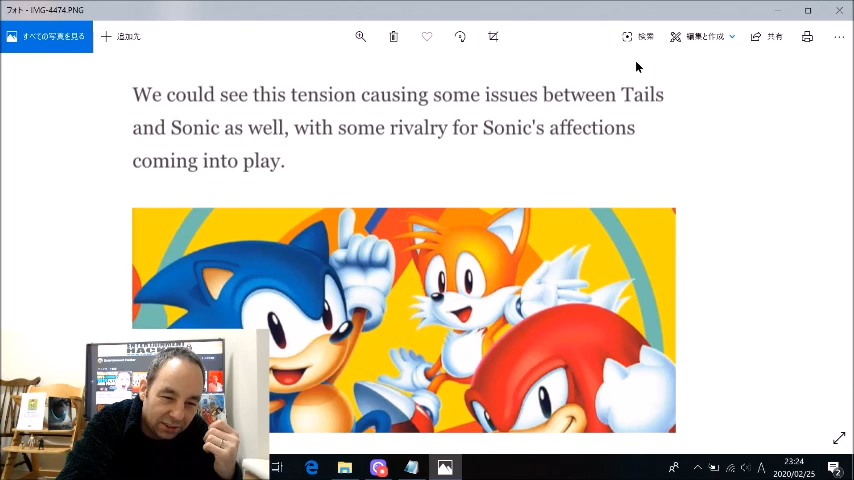 フォト - IMG-4474.PNG
すべての写真を見る
追加先
検索
編集と作成
共有
We could see this tension causing some issues between Tails
and Sonic as well, with some rivalry for Sonic's affections
coming into play.
ENTERTAINMENT
A
23:24
2020/02/25
2